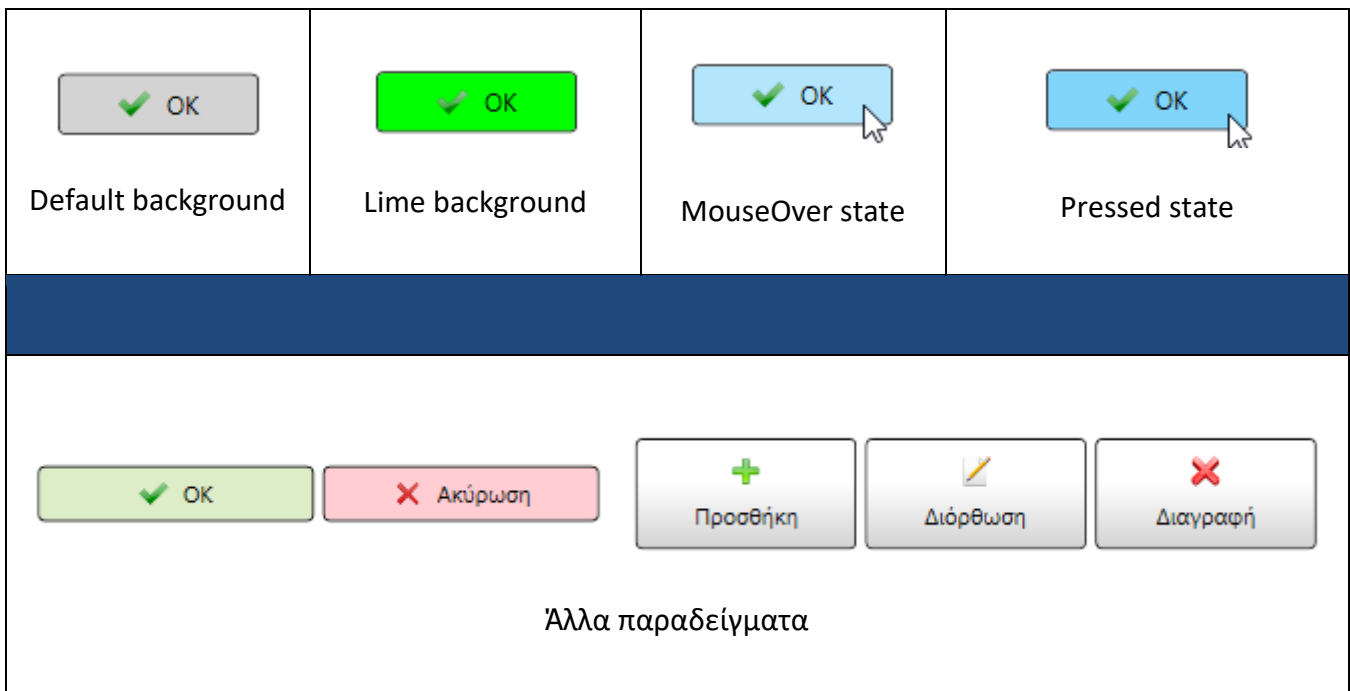 OK
OK
OK
OK
Default background
Lime background
MouseOver state
Pressed state
OK
Ακύρωση
Προσθήκη
Διόρθωση
Διαγραφή
Άλλα παραδείγματα